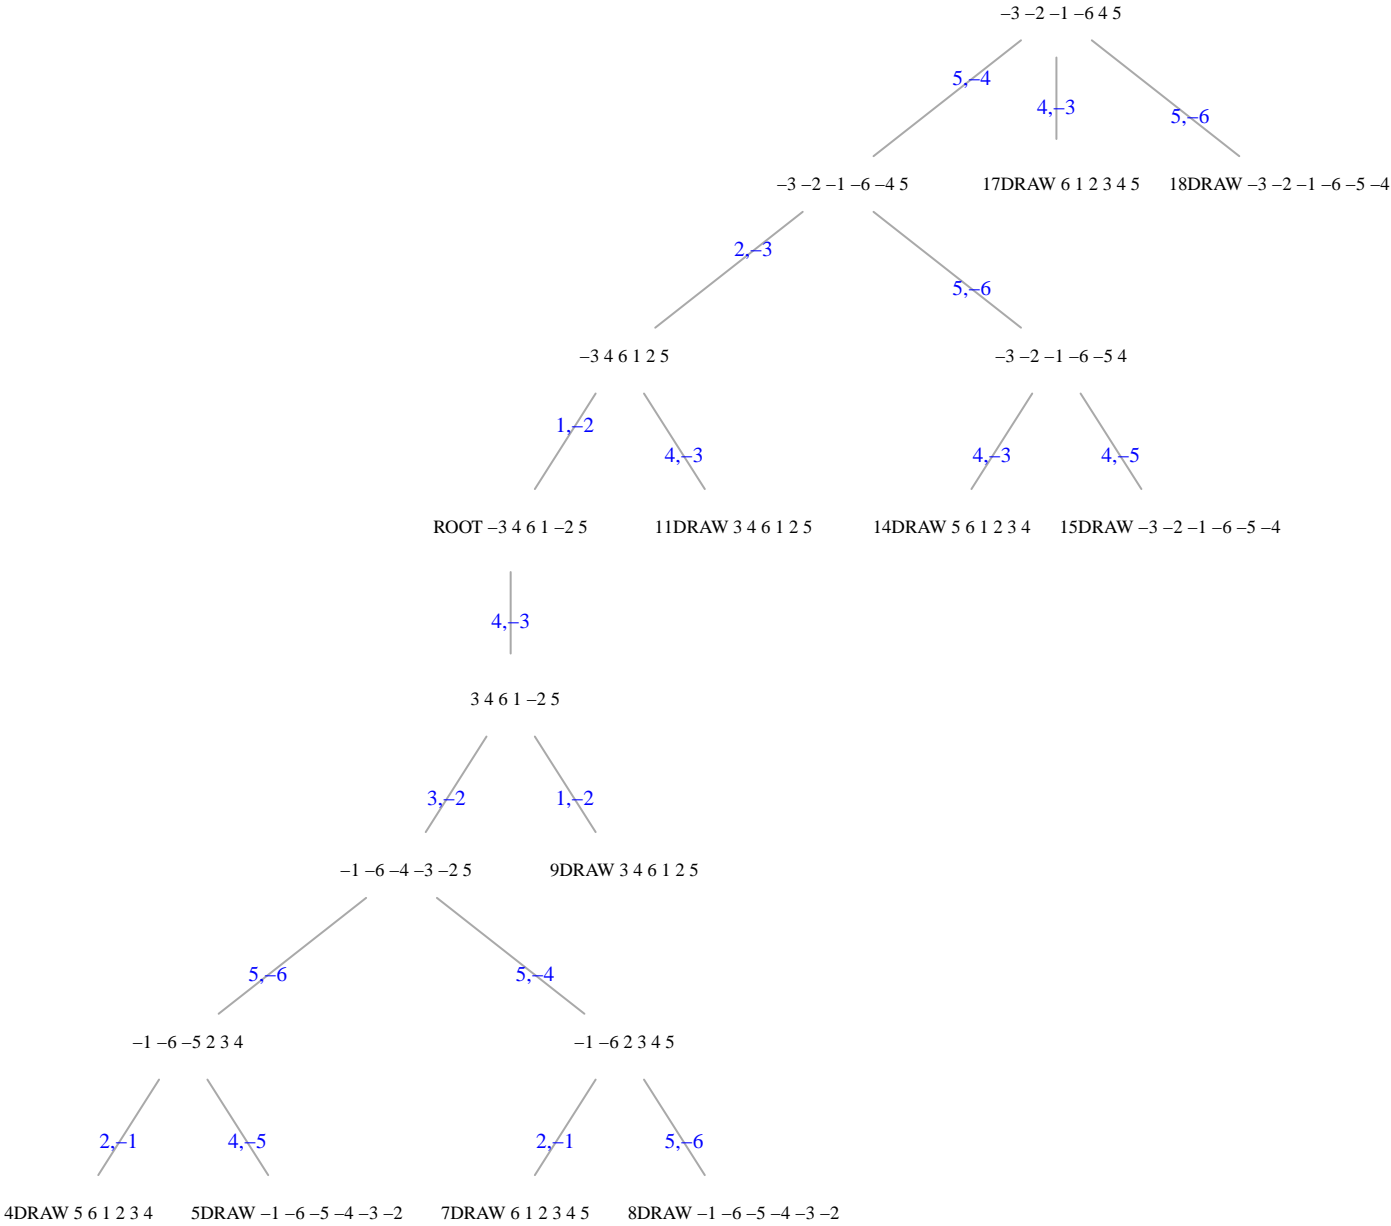 –3 –2 –1 –6 4 5
5,–4
4,–3
5,–6
–3 –2 –1 –6 –4 5
17DRAW 6 1 2 3 4 5
18DRAW –3 –2 –1 –6 –5 –4
2,–3
5,–6
–3 4 6 1 2 5
–3 –2 –1 –6 –5 4
1,–2
4,–3
4,–3
4,–5
ROOT –3 4 6 1 –2 5
11DRAW 3 4 6 1 2 5
14DRAW 5 6 1 2 3 4
15DRAW –3 –2 –1 –6 –5 –4
4,–3
3 4 6 1 –2 5
3,–2
1,–2
–1 –6 –4 –3 –2 5
9DRAW 3 4 6 1 2 5
5,–6
5,–4
–1 –6 –5 2 3 4
–1 –6 2 3 4 5
2,–1
4,–5
2,–1
5,–6
4DRAW 5 6 1 2 3 4
5DRAW –1 –6 –5 –4 –3 –2
7DRAW 6 1 2 3 4 5
8DRAW –1 –6 –5 –4 –3 –2